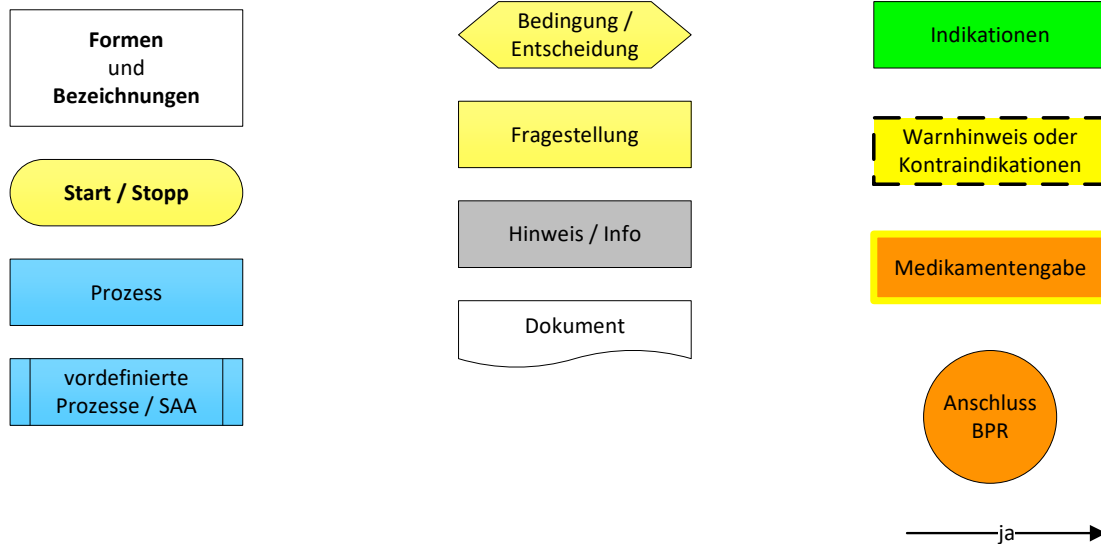 Formen
und
Bezeichnungen
Start / Stopp
Prozess
vordefinierte
Prozesse / SAA
Bedingung /
Entscheidung
Fragestellung
Hinweis / Info
Dokument
Indikationen
Warnhinweis oder
Kontraindikationen
Medikamentengabe
Anschluss
BPR
ja